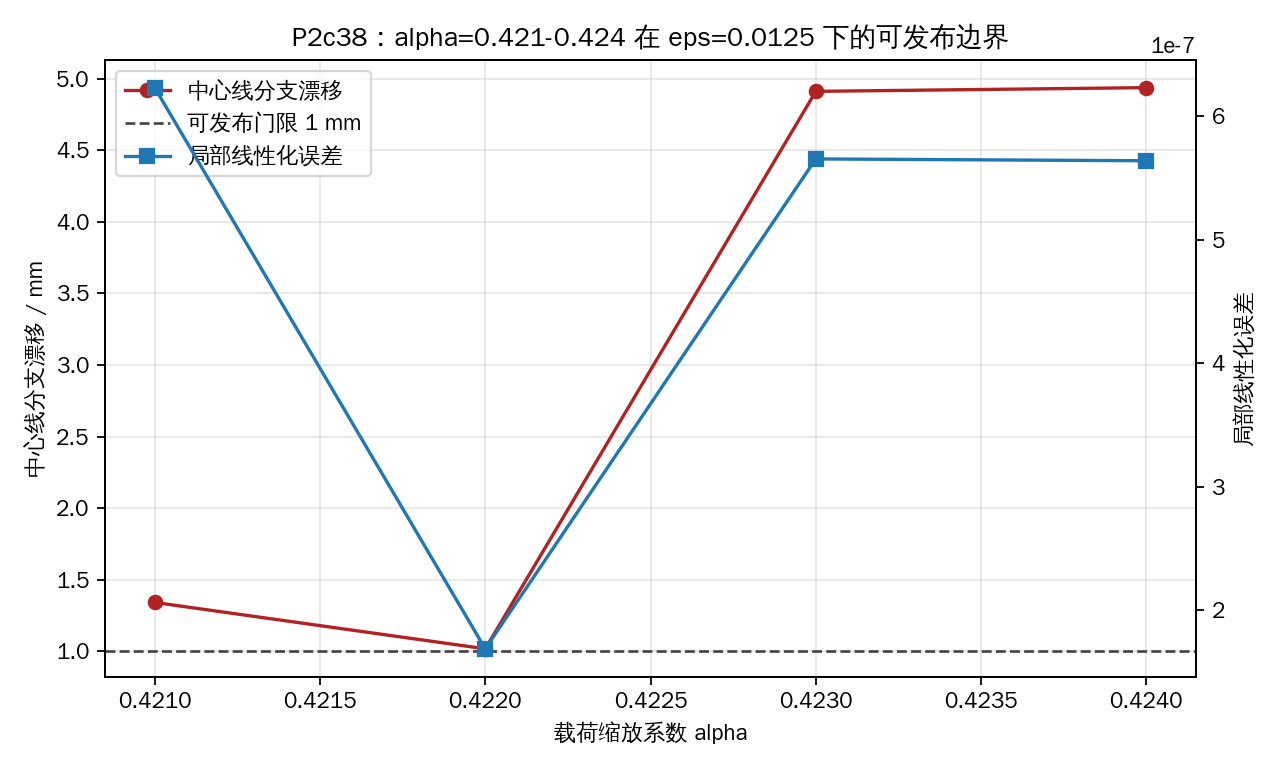 P2c38：alpha=0.421-0.424 在 eps=0.0125 下的可发布边界
1e-7
中心线分支漂移
可发布门限 1 mm
局部线性化误差
5.0
4.5
4.0
3.5
3.0
2.5
2.0
1.5
1.0
中心线分支漂移 / mm
6
5
4
3
2
局部线性化误差
0.4210 0.4215 0.4220 0.4225 0.4230 0.4235 0.4240
载荷缩放系数 alpha